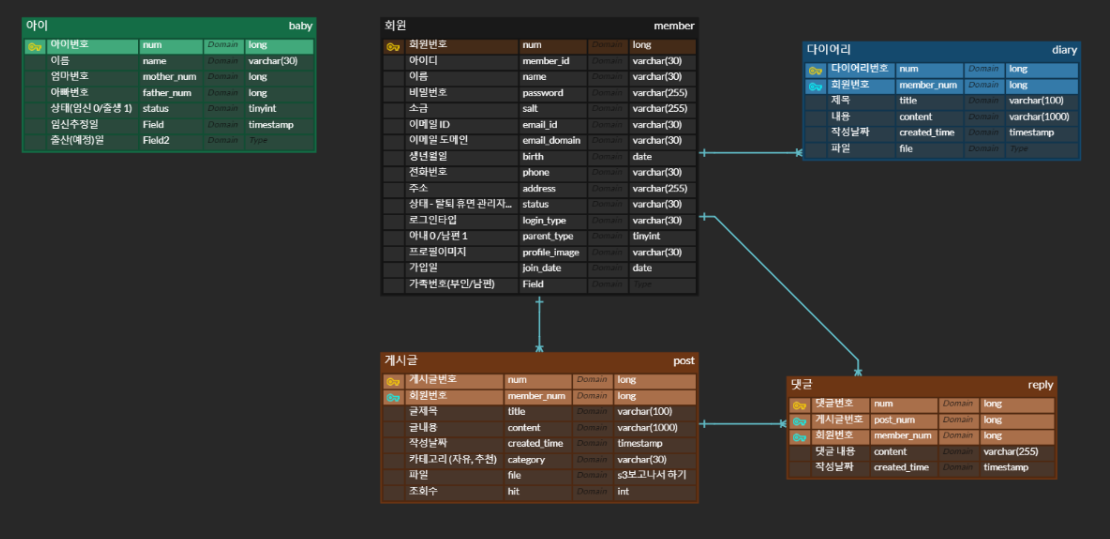 아이 baby
아이번호 num Domain long
이름 name Domain varchar(30)
엄마번호 mother_num Domain long
아빠번호 father_num Domain long
상태(임신 0/출생 1) status Domain tinyint
임신추정일 Field Domain timestamp
출산(예정)일 Field2 Domain Type
회원 member
회원번호 num Domain long
아이디 member_id Domain varchar(30)
이름 name Domain varchar(30)
비밀번호 password Domain varchar(255)
소금 salt Domain varchar(255)
이메일 ID email_id Domain varchar(30)
이메일 도메인 email_domain Domain varchar(30)
생년월일 birth Domain date
전화번호 phone Domain varchar(30)
주소 address Domain varchar(255)
상태 - 탈퇴 휴면 관리자... status Domain varchar(30)
로그인타입 login_type Domain varchar(30)
아내 0 /남편 1 parent_type Domain tinyint
프로필이미지 profile_image Domain varchar(30)
가입일 join_date Domain date
가족번호(부인/남편) Field Domain Type
다이어리 diary
다이어리번호 num Domain long
회원번호 member_num Domain long
제목 title Domain varchar(100)
내용 content Domain varchar(1000)
작성날짜 created_time Domain timestamp
파일 file Domain Type
게시글 post
게시글번호 num Domain long
회원번호 member_num Domain long
글제목 title Domain varchar(100)
글내용 content Domain varchar(1000)
작성날짜 created_time Domain timestamp
카테고리 (자유, 추천) category Domain varchar(30)
파일 file Domain s3보고나서 하기
조회수 hit Domain int
댓글 reply
댓글번호 num Domain long
게시글번호 post_num Domain long
회원번호 member_num Domain long
댓글 내용 content Domain varchar(255)
작성날짜 created_time Domain timestamp